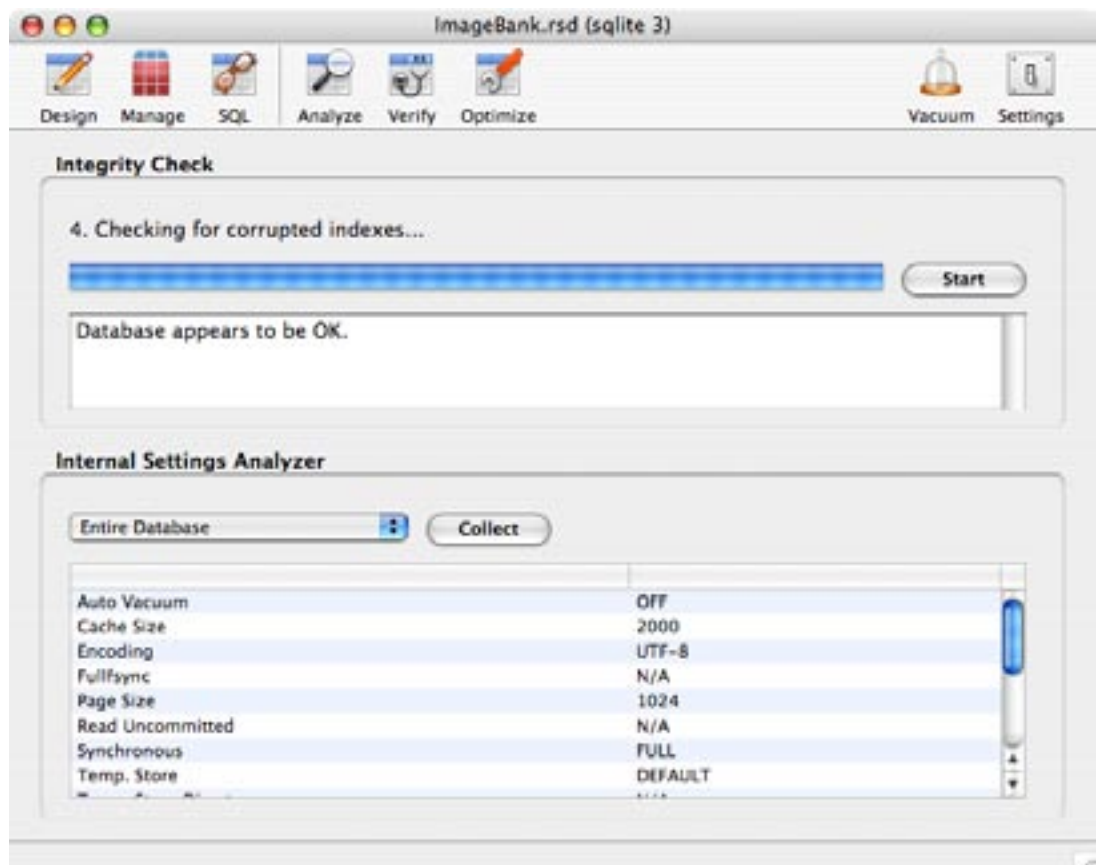 ImageBank.rsd (sqlite 3)
Design Manage SQL Analyze Verify Optimize Vacuum Settings
Integrity Check
4. Checking for corrupted indexes...
Start
Database appears to be OK.
Internal Settings Analyzer
Entire Database Collect
Auto Vacuum OFF
Cache Size 2000
Encoding UTF-8
Fullfsync N/A
Page Size 1024
Read Uncommitted N/A
Synchronous FULL
Temp. Store DEFAULT